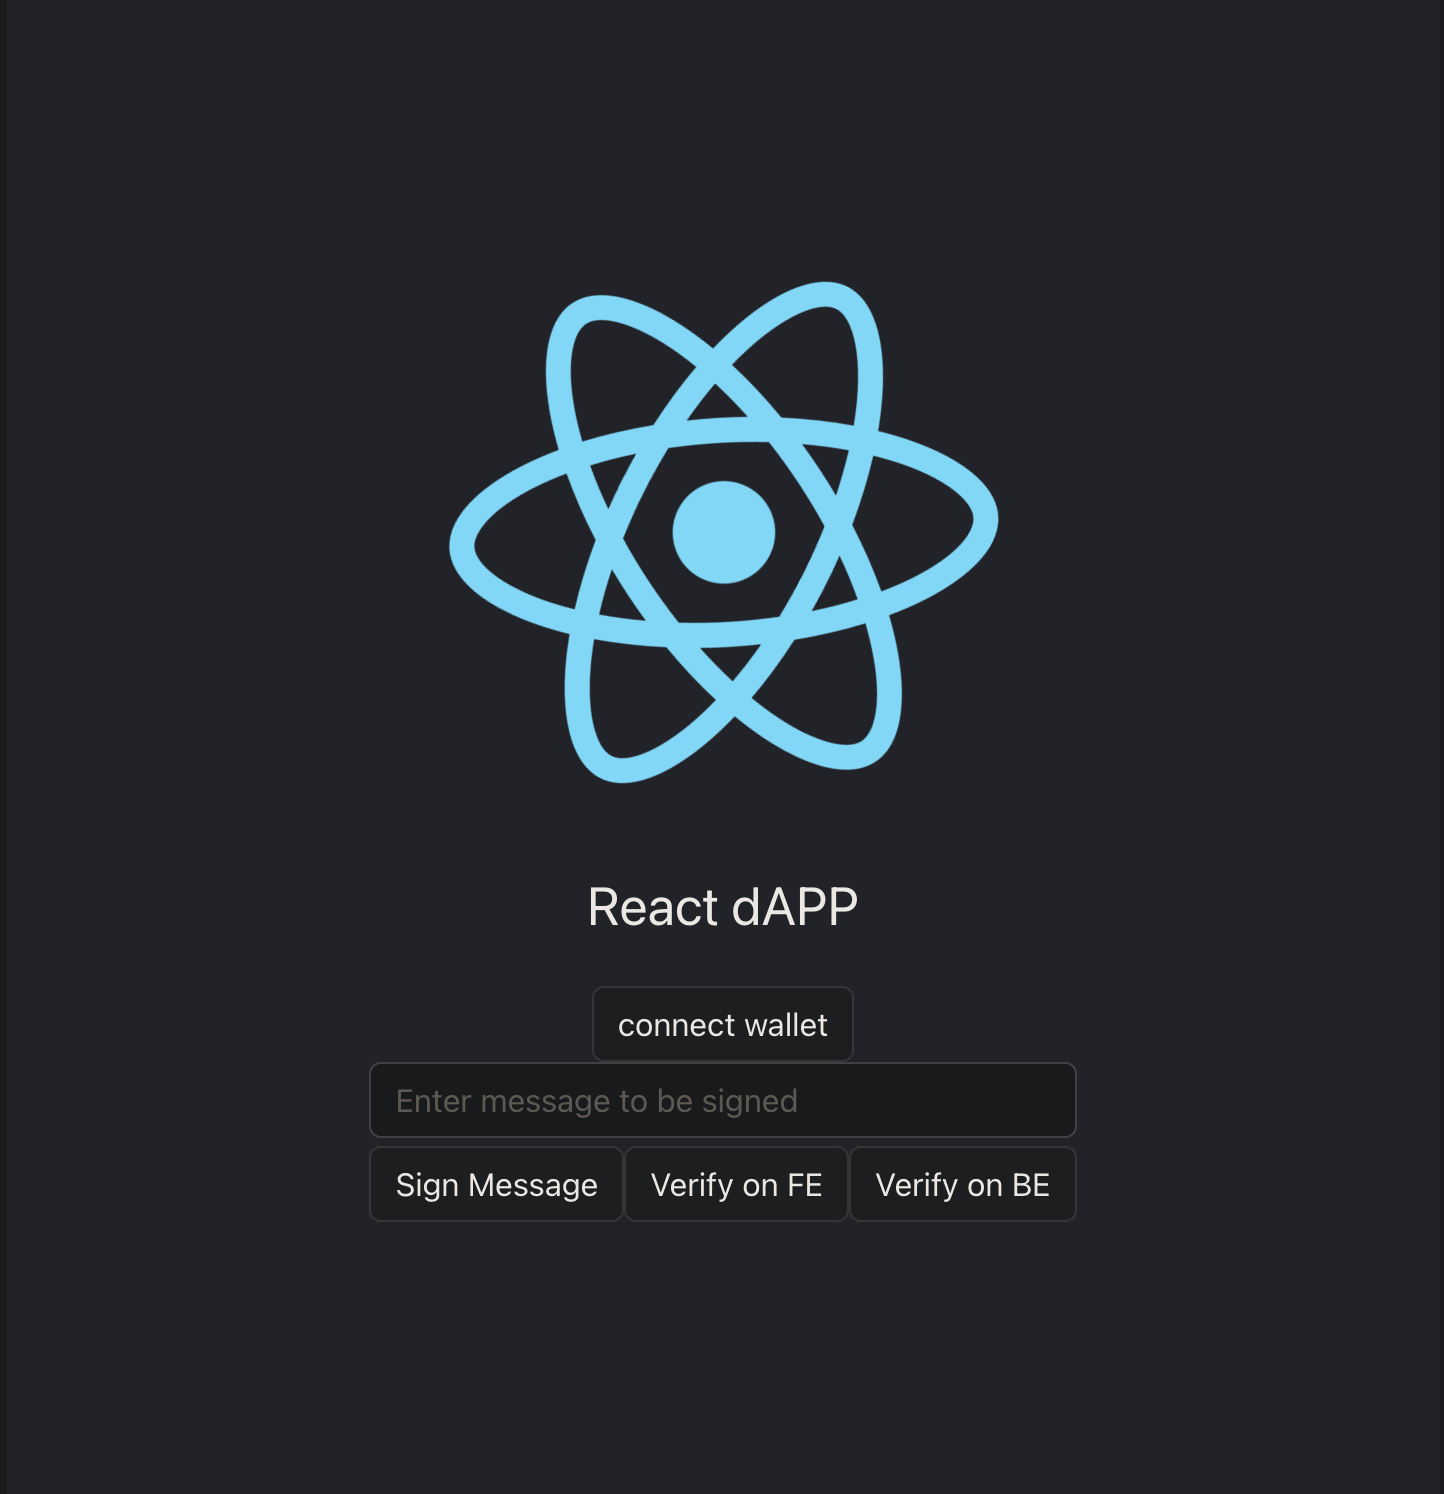 React dAPP
connect wallet
Enter message to be signed
Sign Message Verify on FE Verify on BE